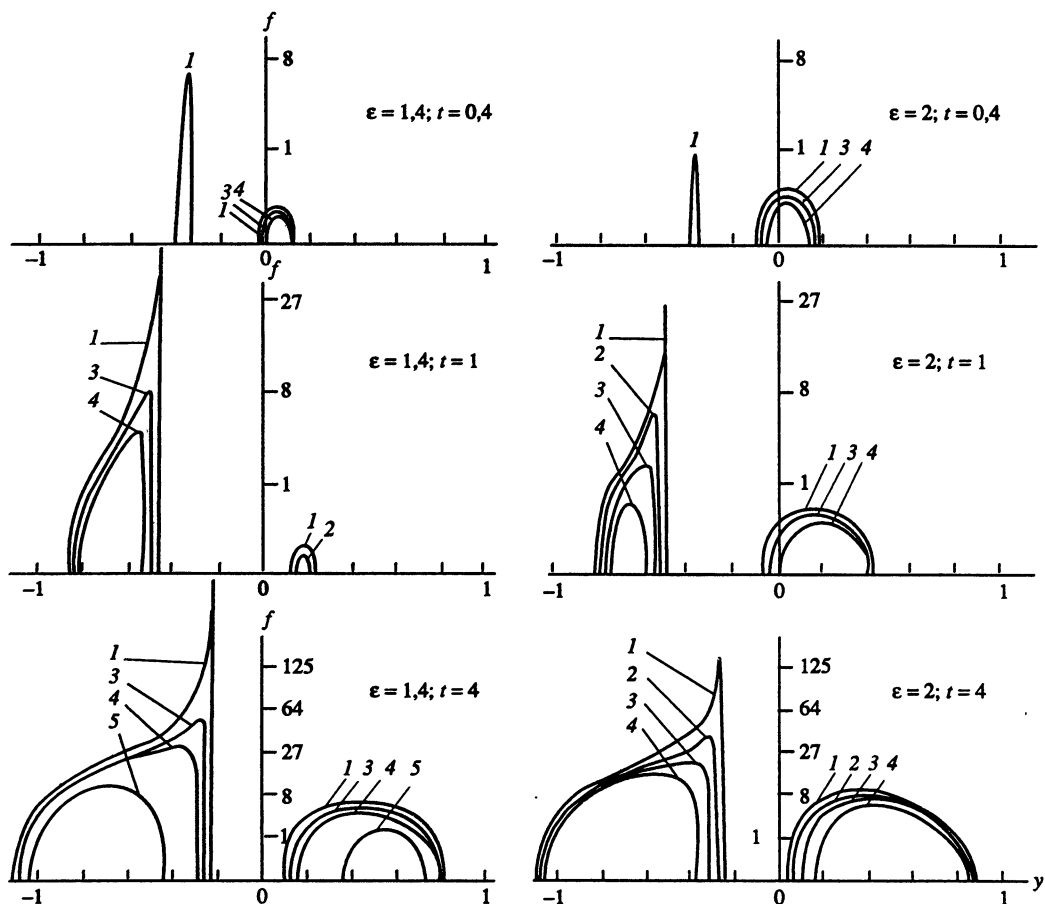 f
8 8
1 ε = 1,4; t = 0,4 ε = 2; t = 0,4
1 1 1 1 3 4
34
1
−1 0 1 −1 0 1
f
27 27
1 1
ε = 1,4; t = 1 2 ε = 2; t = 1
3 8 3 8
4 4
1 1 1 3 4
1 2
−1 0 1 −1 0 1
f
1 1
125 125
3 2
4 64 ε = 1,4; t = 4 3 64 ε = 2; t = 4
5 4
27 27
8 1 3 4 5 8 1 2 3 4
1 1
−1 0 1 −1 0 1 y